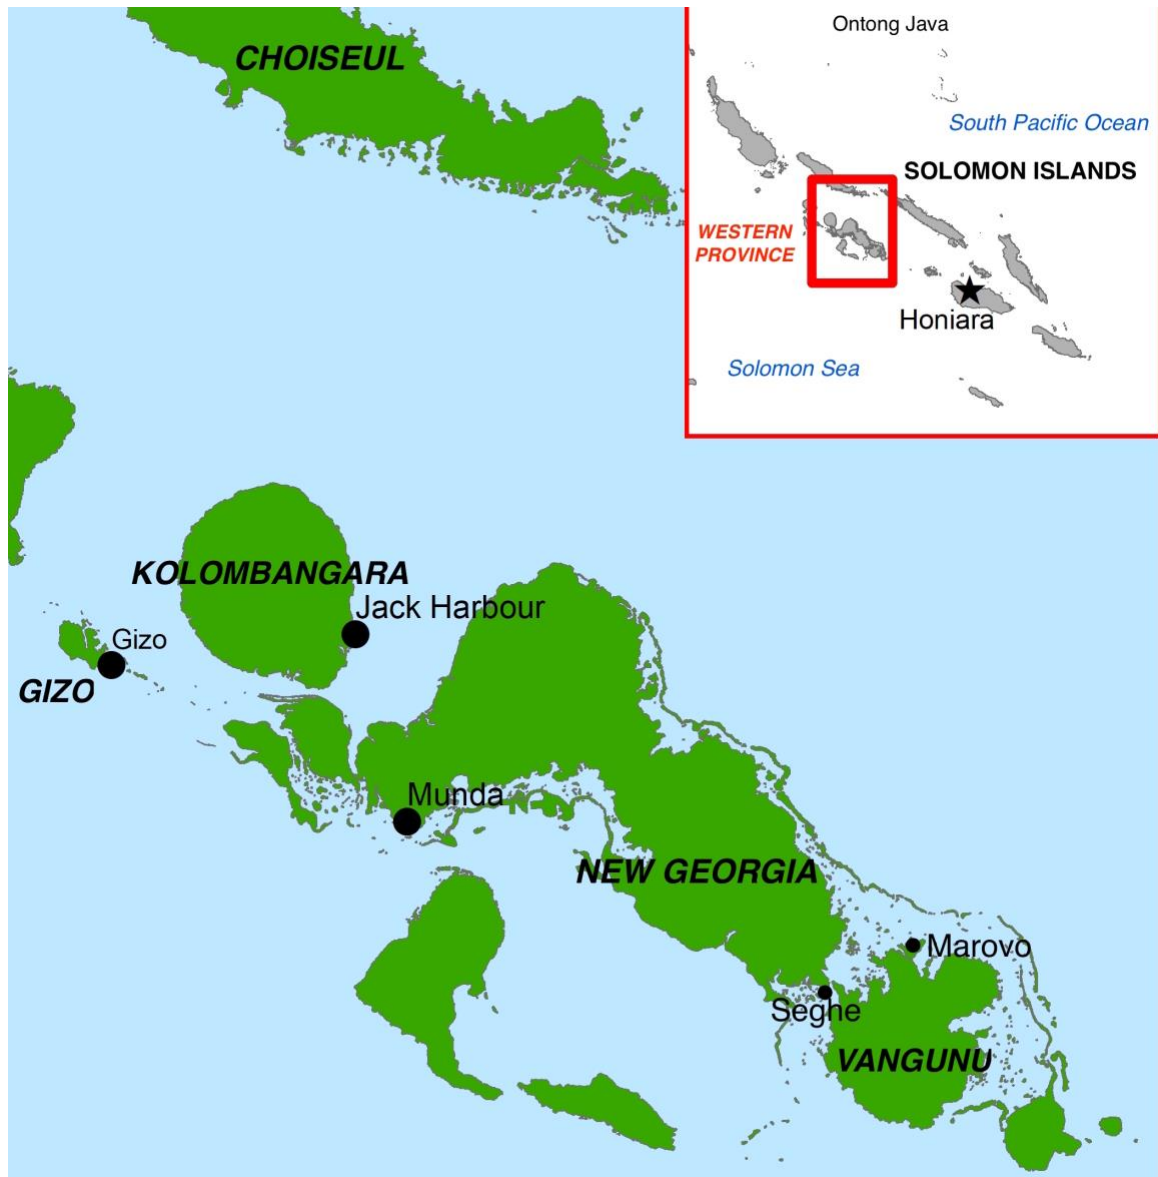 CHOISEUL
Ontong Java
South Pacific Ocean
SOLOMON ISLANDS
WESTERN
PROVINCE
Honiara
Solomon Sea
KOLOMBANGARA
Jack Harbour
Gizo
GIZO
Munda
NEW GEORGIA
Marovo
Seghe
VANGUNU